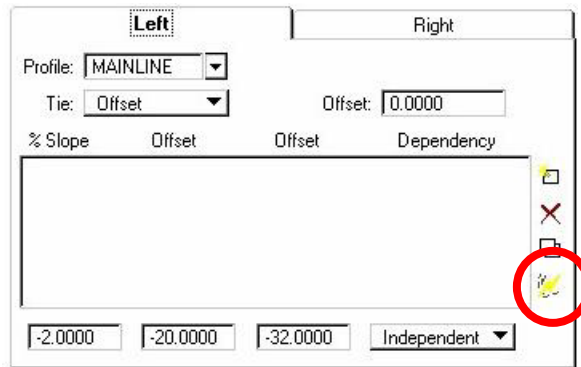 Left Right
Profile: MAINLINE
Tie: Offset Offset: 0.0000
% Slope Offset Offset Dependency
-2.0000 -20.0000 -32.0000 Independent